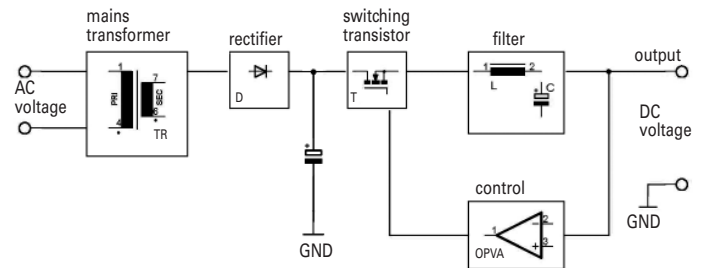 mains
transformer
rectifier
switching
transistor
filter
output
AC
voltage
1
4
PRI
SEC
7
TR
D
T
1
2
L
C
+
DC
voltage
+
GND
control
1
2
3
-
+
OPVA
GND